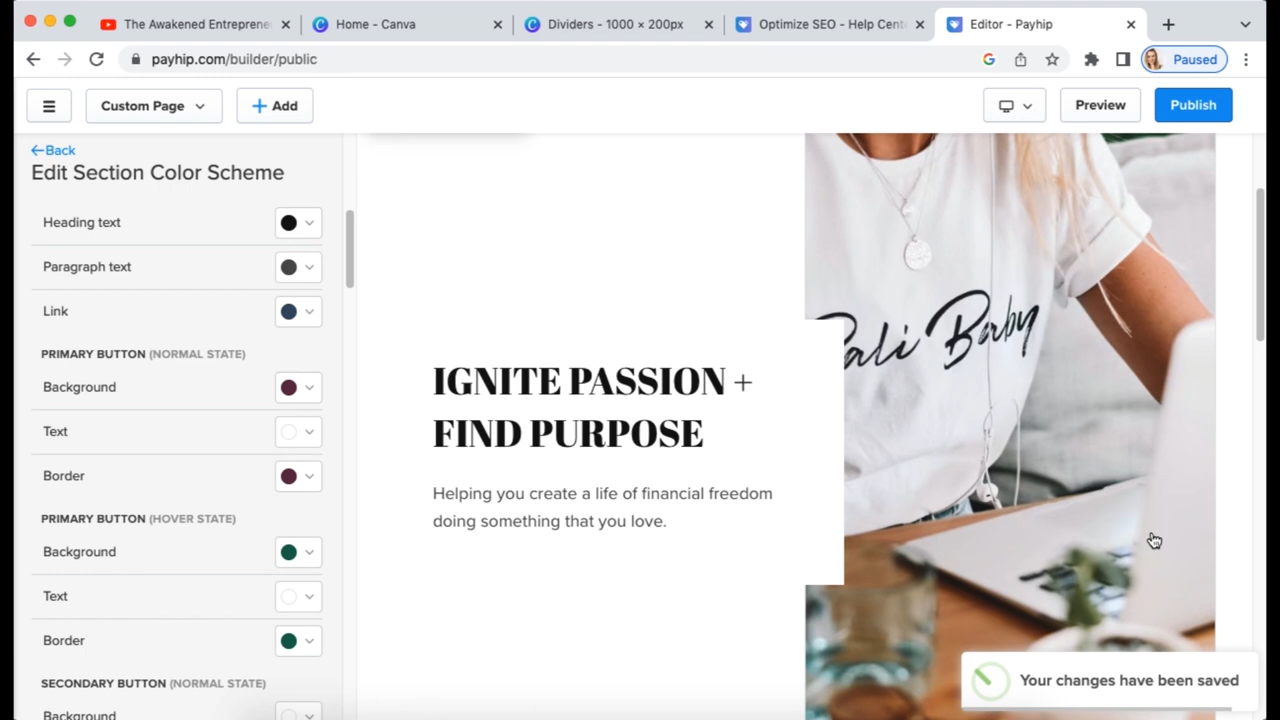 The Awakened Entreprene
Home - Canva
Dividers - 1000 × 200px
Optimize SEO - Help Cent
Editor - Payhip
payhip.com/builder/public
Paused
Custom Page
Add
Preview
Publish
Back
Edit Section Color Scheme
Heading text
Paragraph text
Link
PRIMARY BUTTON (NORMAL STATE)
Background
Text
Border
PRIMARY BUTTON (HOVER STATE)
Background
Text
Border
SECONDARY BUTTON (NORMAL STATE)
Background
IGNITE PASSION +
FIND PURPOSE
Helping you create a life of financial freedom
doing something that you love.
ali Baby
Your changes have been saved